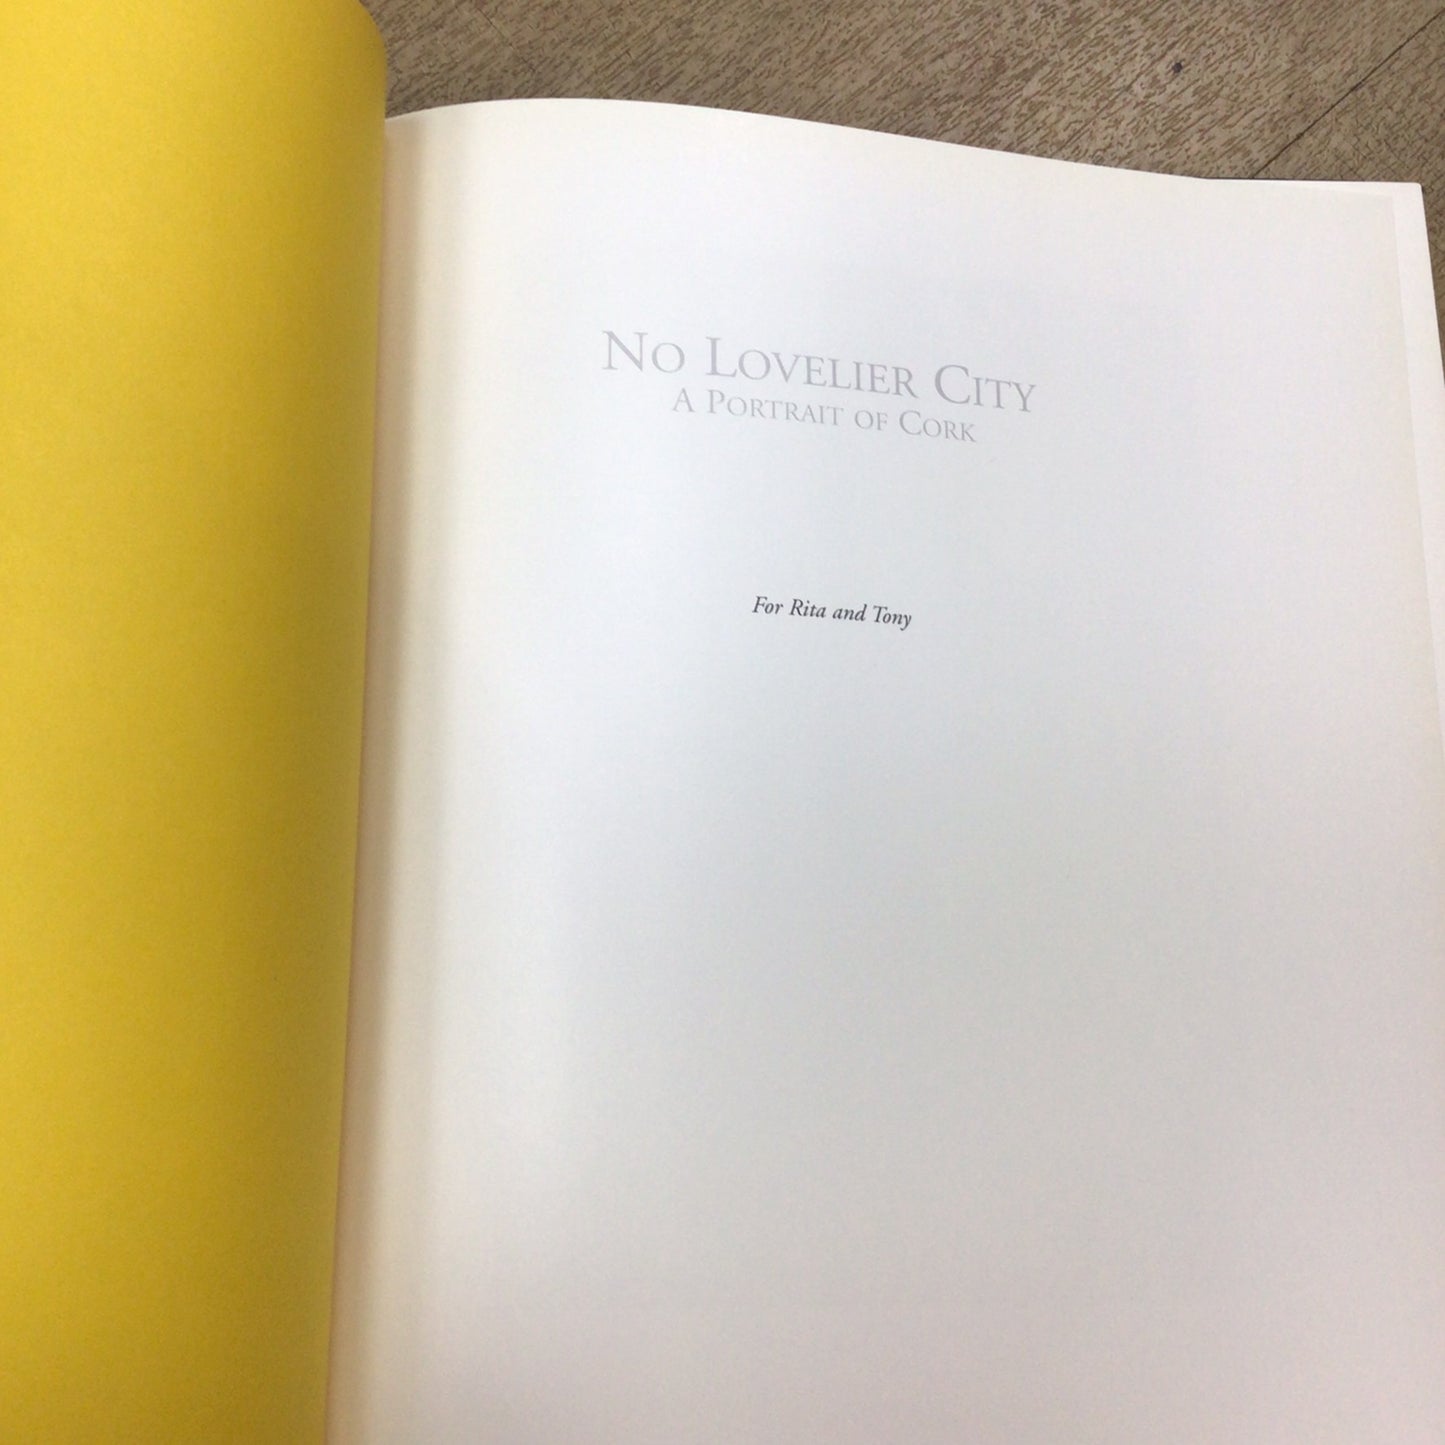 No Lovelier City
A Portrait of Cork
For Rita and Tony